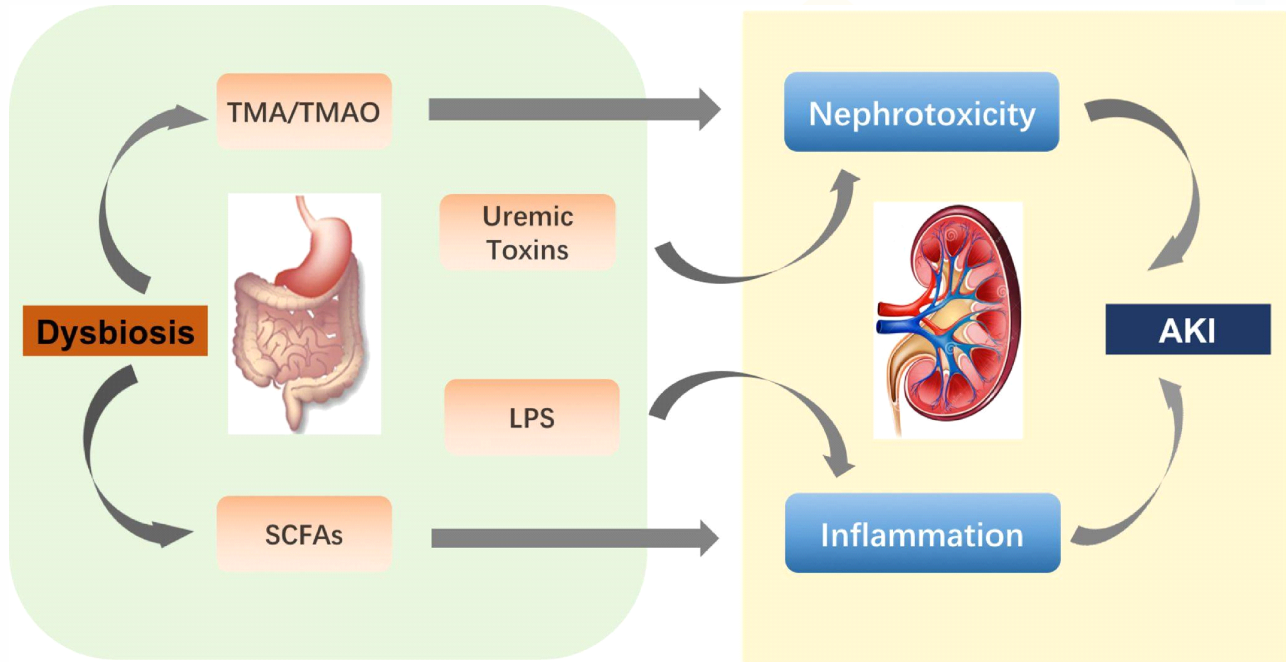 TMA/TMAO
Nephrotoxicity
Uremic
Toxins
Dysbiosis
AKI
LPS
SCFAs
Inflammation